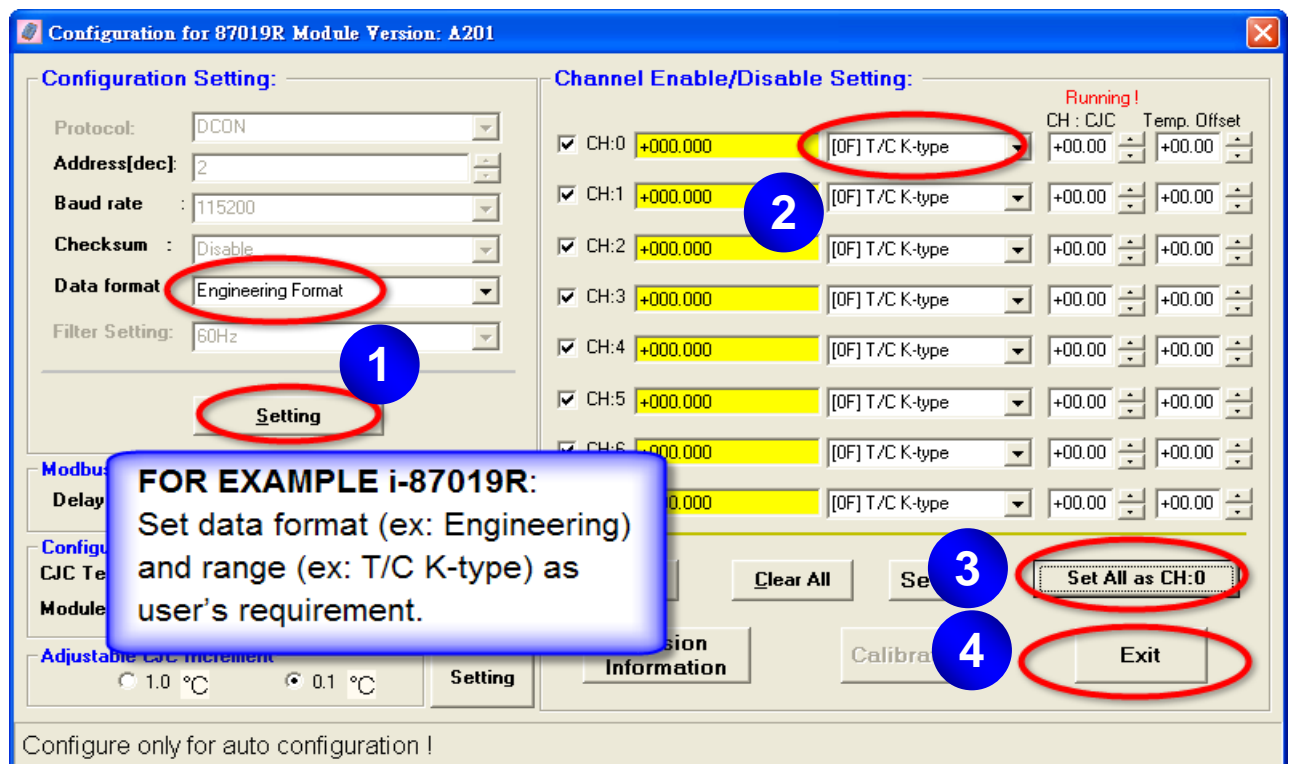 Configuration for 87019R Module Version: A201
Configuration Setting:
Protocol: DCON
Address[dec]: 2
Baud rate : 115200
Checksum : Disable
Data format Engineering Format
Filter Setting: 60Hz
1
Setting
Modbus
Delay
CJC Te
Module
FOR EXAMPLE i-87019R:
Set data format (ex: Engineering)
and range (ex: T/C K-type) as
user's requirement.
Adjustable CJC Increment
1.0 °C 0.1 °C Setting
Channel Enable/Disable Setting:
Running !
CH : CJC Temp. Offset
CH:0 +000.000 [0F] T/C K-type +00.00 +00.00
CH:1 +000.000 [0F] T/C K-type +00.00 +00.00
2
CH:2 +000.000 [0F] T/C K-type +00.00 +00.00
CH:3 +000.000 [0F] T/C K-type +00.00 +00.00
CH:4 +000.000 [0F] T/C K-type +00.00 +00.00
CH:5 +000.000 [0F] T/C K-type +00.00 +00.00
CH:6 +000.000 [0F] T/C K-type +00.00 +00.00
0.000 [0F] T/C K-type +00.00 +00.00
Clear All Se 3 Set All as CH:0
sion
Information
Calibra 4 Exit
Configure only for auto configuration !